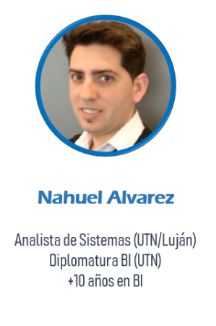 Nahuel Alvarez
Analista de Sistemas (UTN/Luján)
Diplomatura BI (UTN)
+10 años en BI